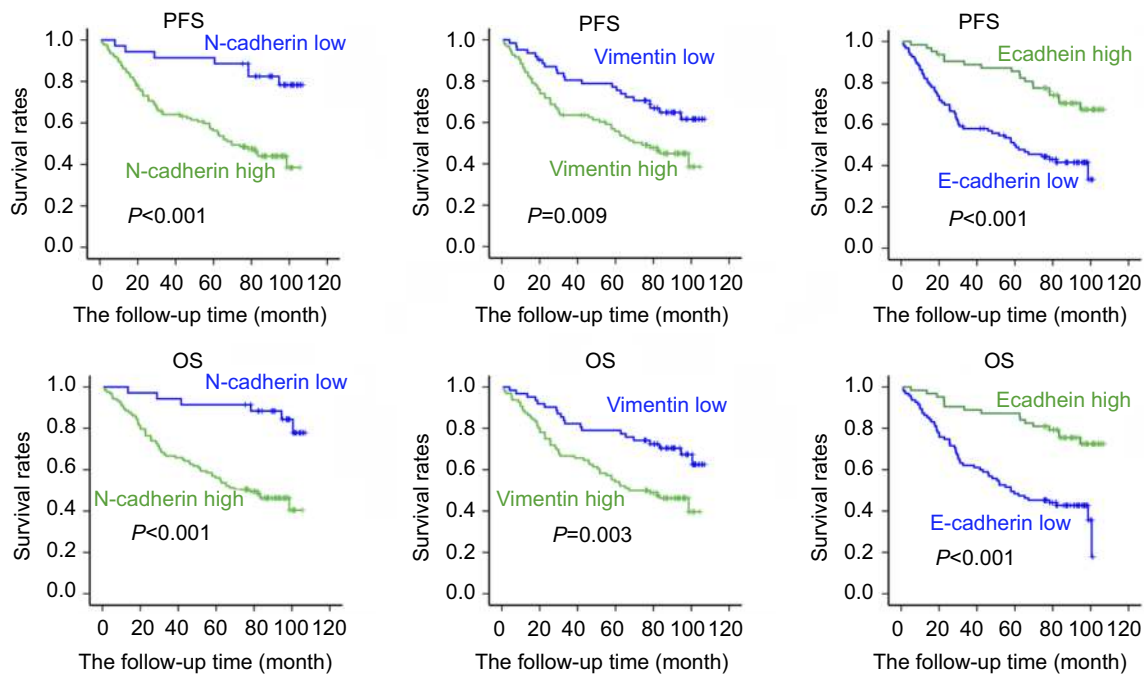 PFS
N-cadherin low
1.0
0.8
0.6
0.4
0.2
0.0
Survival rates
N-cadherin high
P<0.001
0 20 40 60 80 100 120
The follow-up time (month)
PFS
Vimentin low
1.0
0.8
0.6
0.4
0.2
0.0
Survival rates
Vimentin high
P=0.009
0 20 40 60 80 100 120
The follow-up time (month)
PFS
Ecadhein high
1.0
0.8
0.6
0.4
0.2
0.0
Survival rates
E-cadherin low
P<0.001
0 20 40 60 80 100 120
The follow-up time (month)
OS
N-cadherin low
1.0
0.8
0.6
0.4
0.2
0.0
Survival rates
N-cadherin high
P<0.001
0 20 40 60 80 100 120
The follow-up time (month)
OS
Vimentin low
1.0
0.8
0.6
0.4
0.2
0.0
Survival rates
Vimentin high
P=0.003
0 20 40 60 80 100 120
The follow-up time (month)
OS
Ecadhein high
1.0
0.8
0.6
0.4
0.2
0.0
Survival rates
E-cadherin low
P<0.001
0 20 40 60 80 100 120
The follow-up time (month)